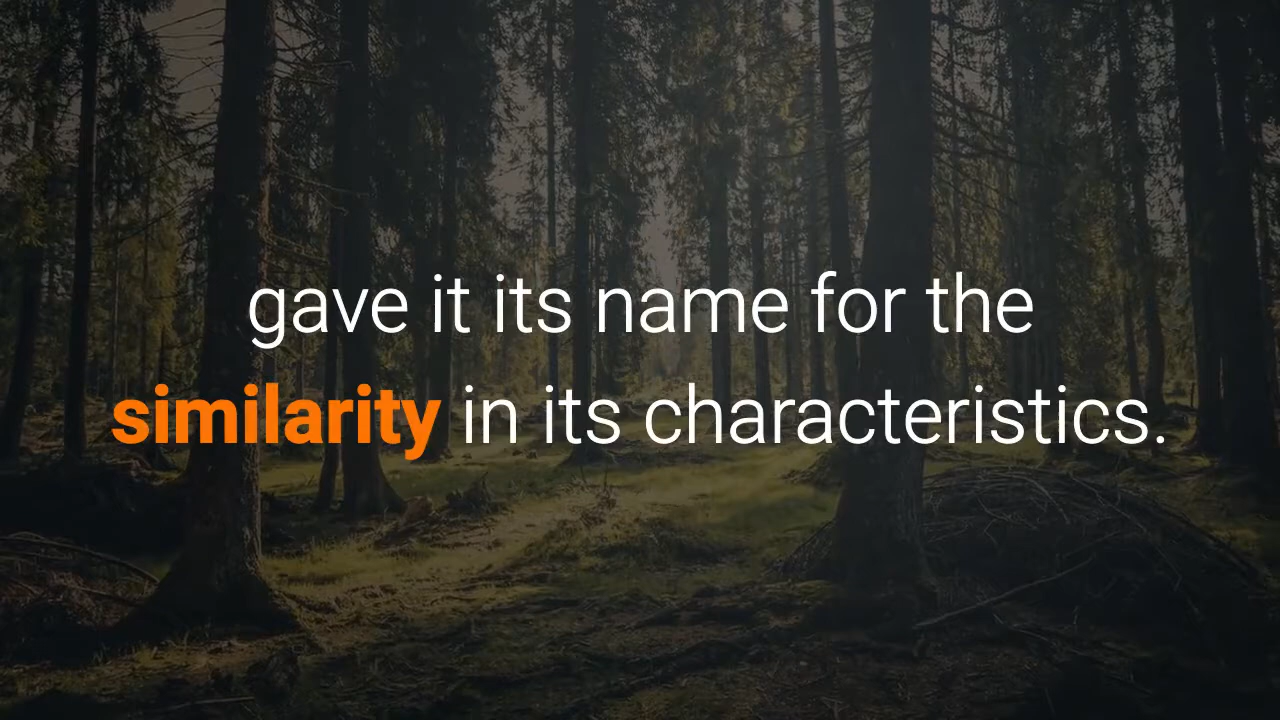 gave it its name for the
similarity in its characteristics.